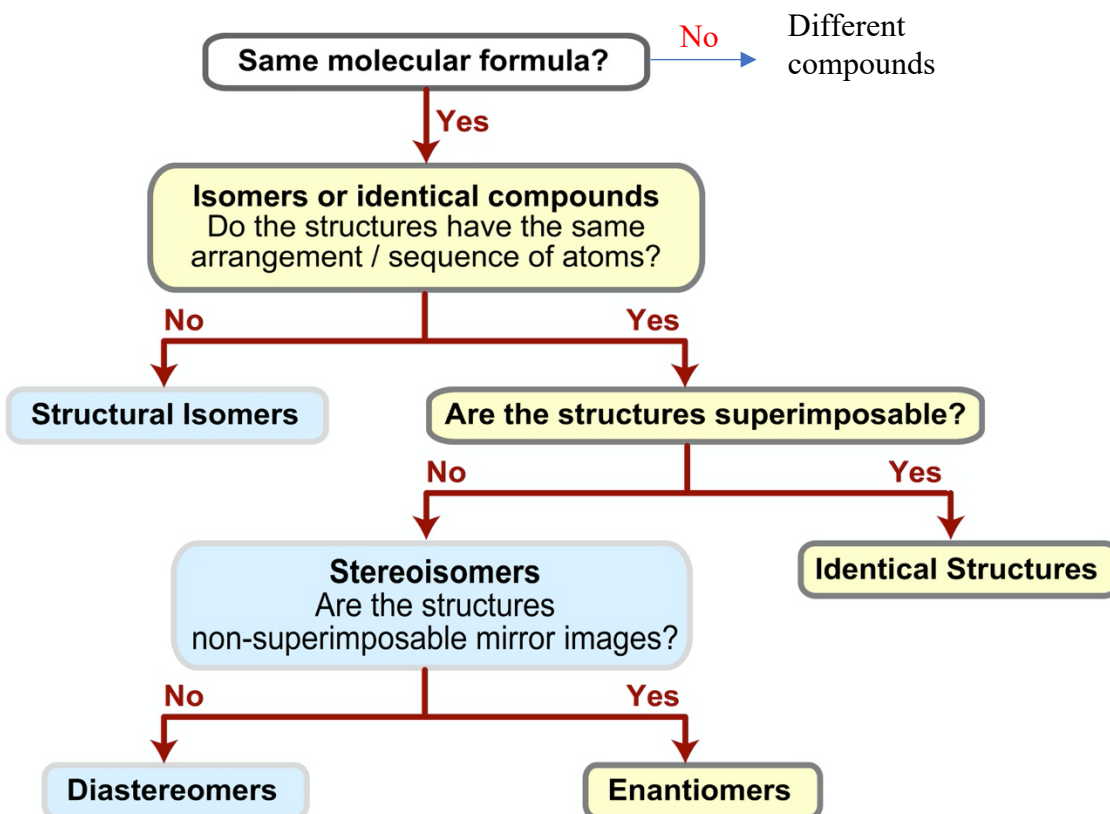 Same molecular formula?
No
Different
compounds
Yes
Isomers or identical compounds
Do the structures have the same
arrangement / sequence of atoms?
No
Yes
Structural Isomers
Are the structures superimposable?
No
Yes
Stereoisomers
Are the structures
non-superimposable mirror images?
Identical Structures
No
Yes
Diastereomers
Enantiomers